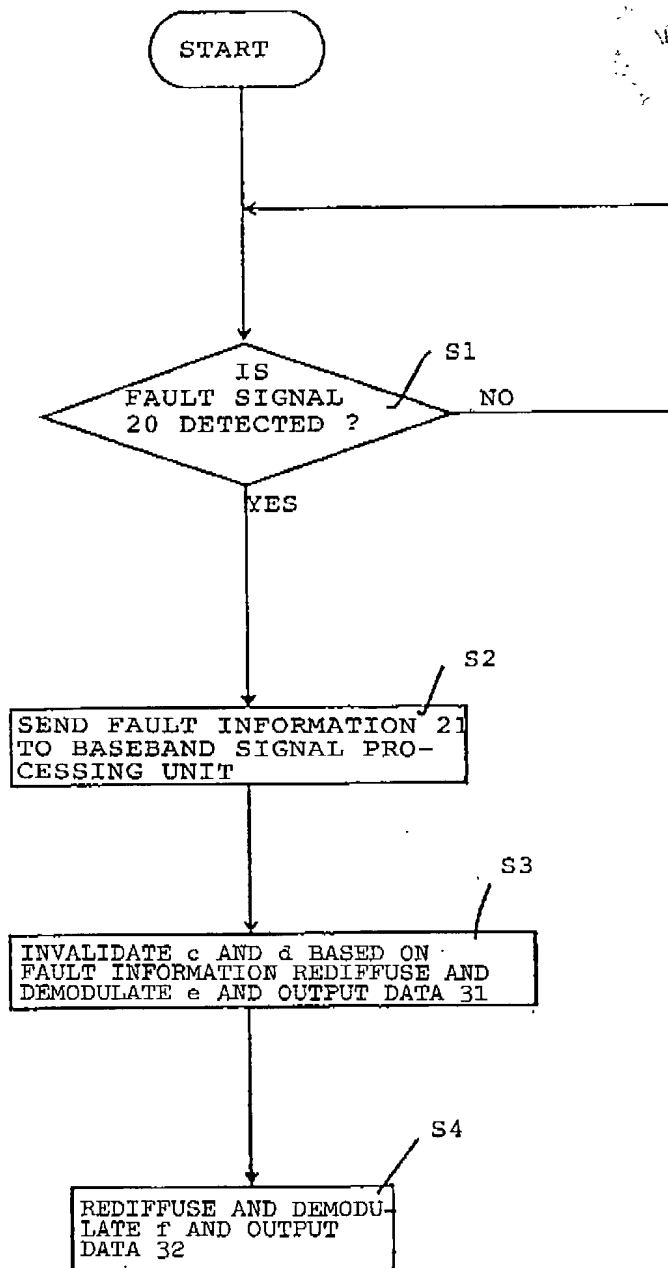 START
S1
IS
FAULT SIGNAL
20 DETECTED ?
NO
YES
S2
SEND FAULT INFORMATION 21
TO BASEBAND SIGNAL PRO-
CESSING UNIT
S3
INVALIDATE c AND d BASED ON
FAULT INFORMATION REDIFFUSE AND
DEMODULATE e AND OUTPUT DATA 31
S4
REDIFFUSE AND DEMODU-
LATE f AND OUTPUT
DATA 32